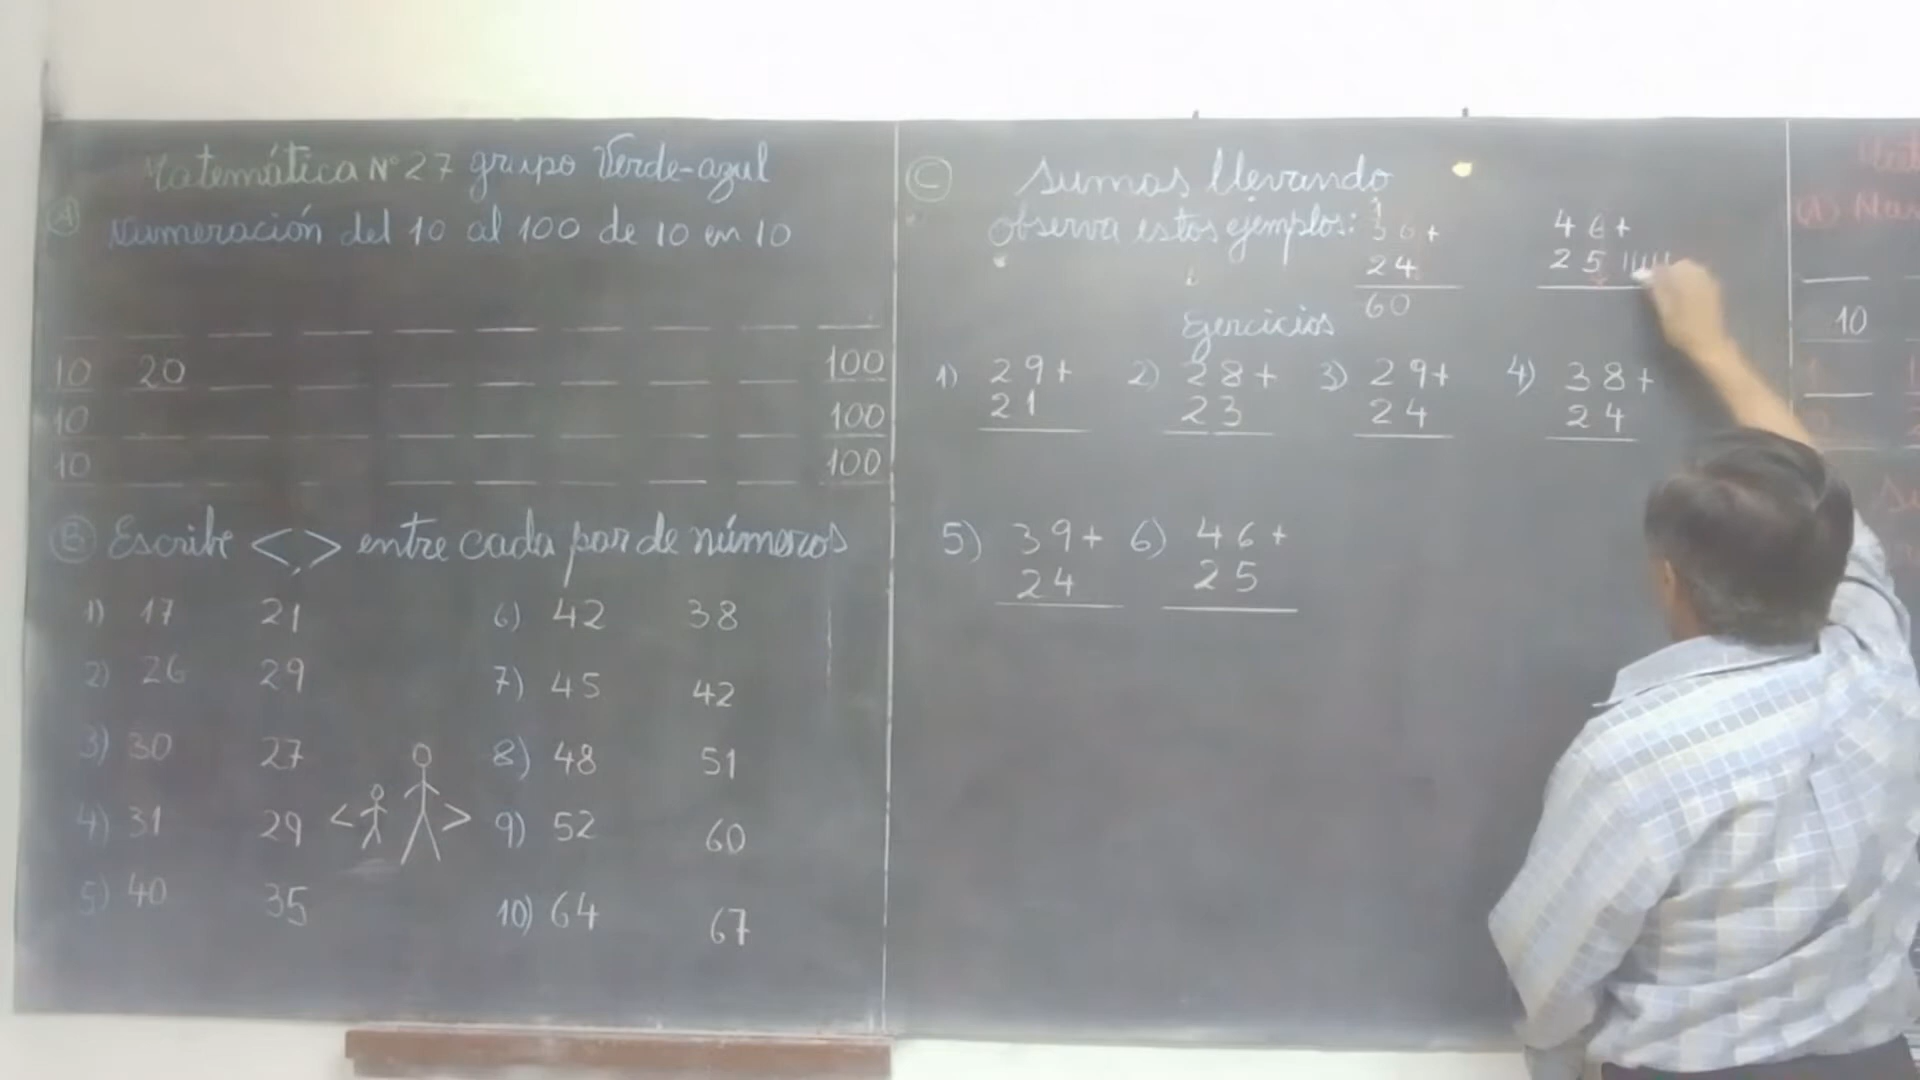 Matemática N° 27 grupo Verde-azul
A Numeración del 10 al 100 de 10 en 10
10 20 100
10 100
10 100
B Escribe < , > entre cada par de números
1) 17 21
2) 26 29
3) 30 27
4) 31 29
5) 40 35
< >
6) 42 38
7) 45 42
8) 48 51
9) 52 60
10) 64 67
C Sumas llevando
observa estos ejemplos:
1
36+
24
60
46+
25
Ejercicios
1) 29+
21
2) 28+
23
3) 29+
24
4) 38+
24
5) 39+
24
6) 46+
25
10